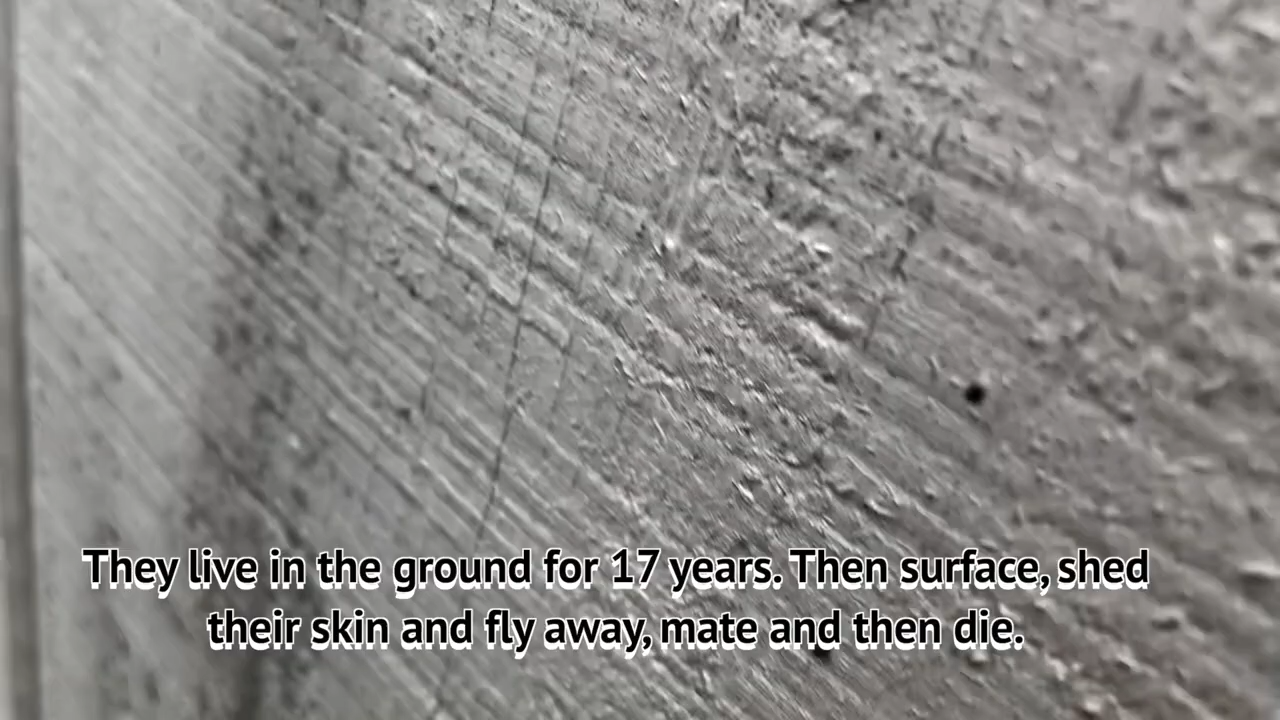 They live in the ground for 17 years. Then surface, shed
their skin and fly away, mate and then die.